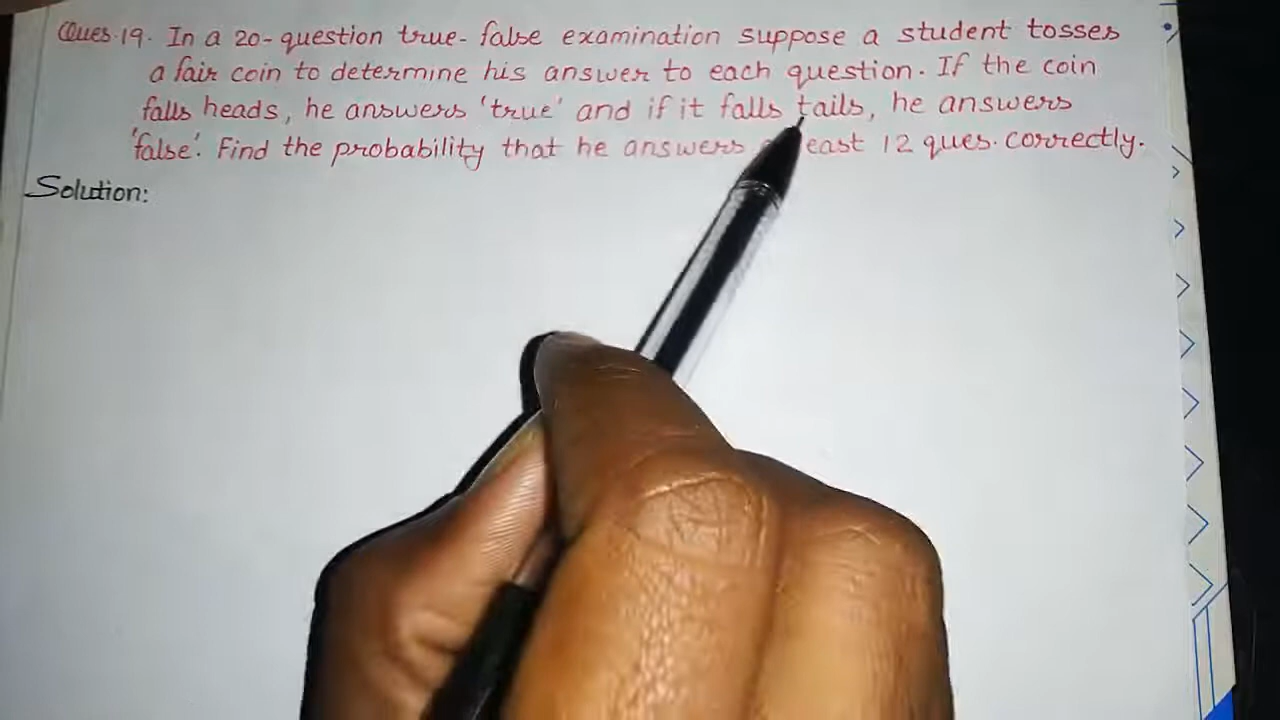 Ques.19. In a 20-question true-false examination suppose a student tosses
a fair coin to determine his answer to each question. If the coin
falls heads, he answers 'true' and if it falls tails, he answers
'false'. Find the probability that he answers least 12 ques. correctly.
Solution: